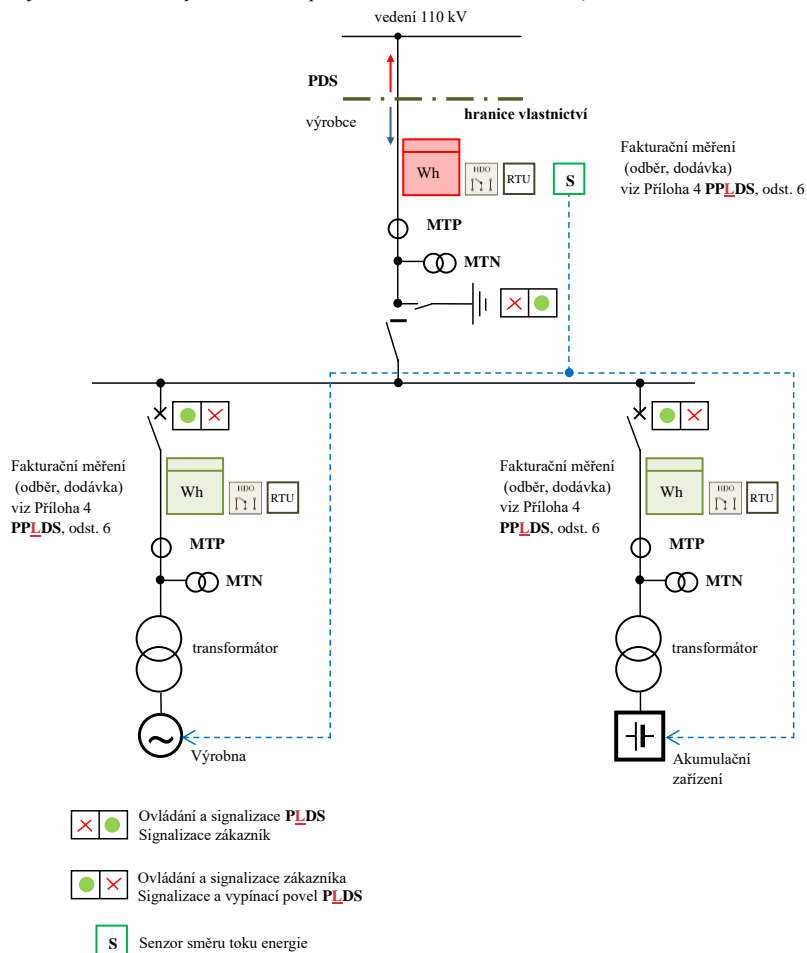 vedení 110 kV
PDS
hranice vlastnictví
výrobce
Fakturační měření
(odběr, dodávka)
viz Příloha 4 PPLDS, odst. 6
Wh
HDO
RTU
S
MTP
MTN
Fakturační měření
(odběr, dodávka)
viz Příloha 4
PPLDS, odst. 6
Wh
HDO
RTU
MTP
MTN
transformátor
Výrobna
Fakturační měření
(odběr, dodávka)
viz Příloha 4
PPLDS, odst. 6
Wh
HDO
RTU
MTP
MTN
transformátor
Akumulační
zařízení
Ovládání a signalizace PLDS
Signalizace zákazník
Ovládání a signalizace zákazníka
Signalizace a vypínací povel PLDS
S
Senzor směru toku energie